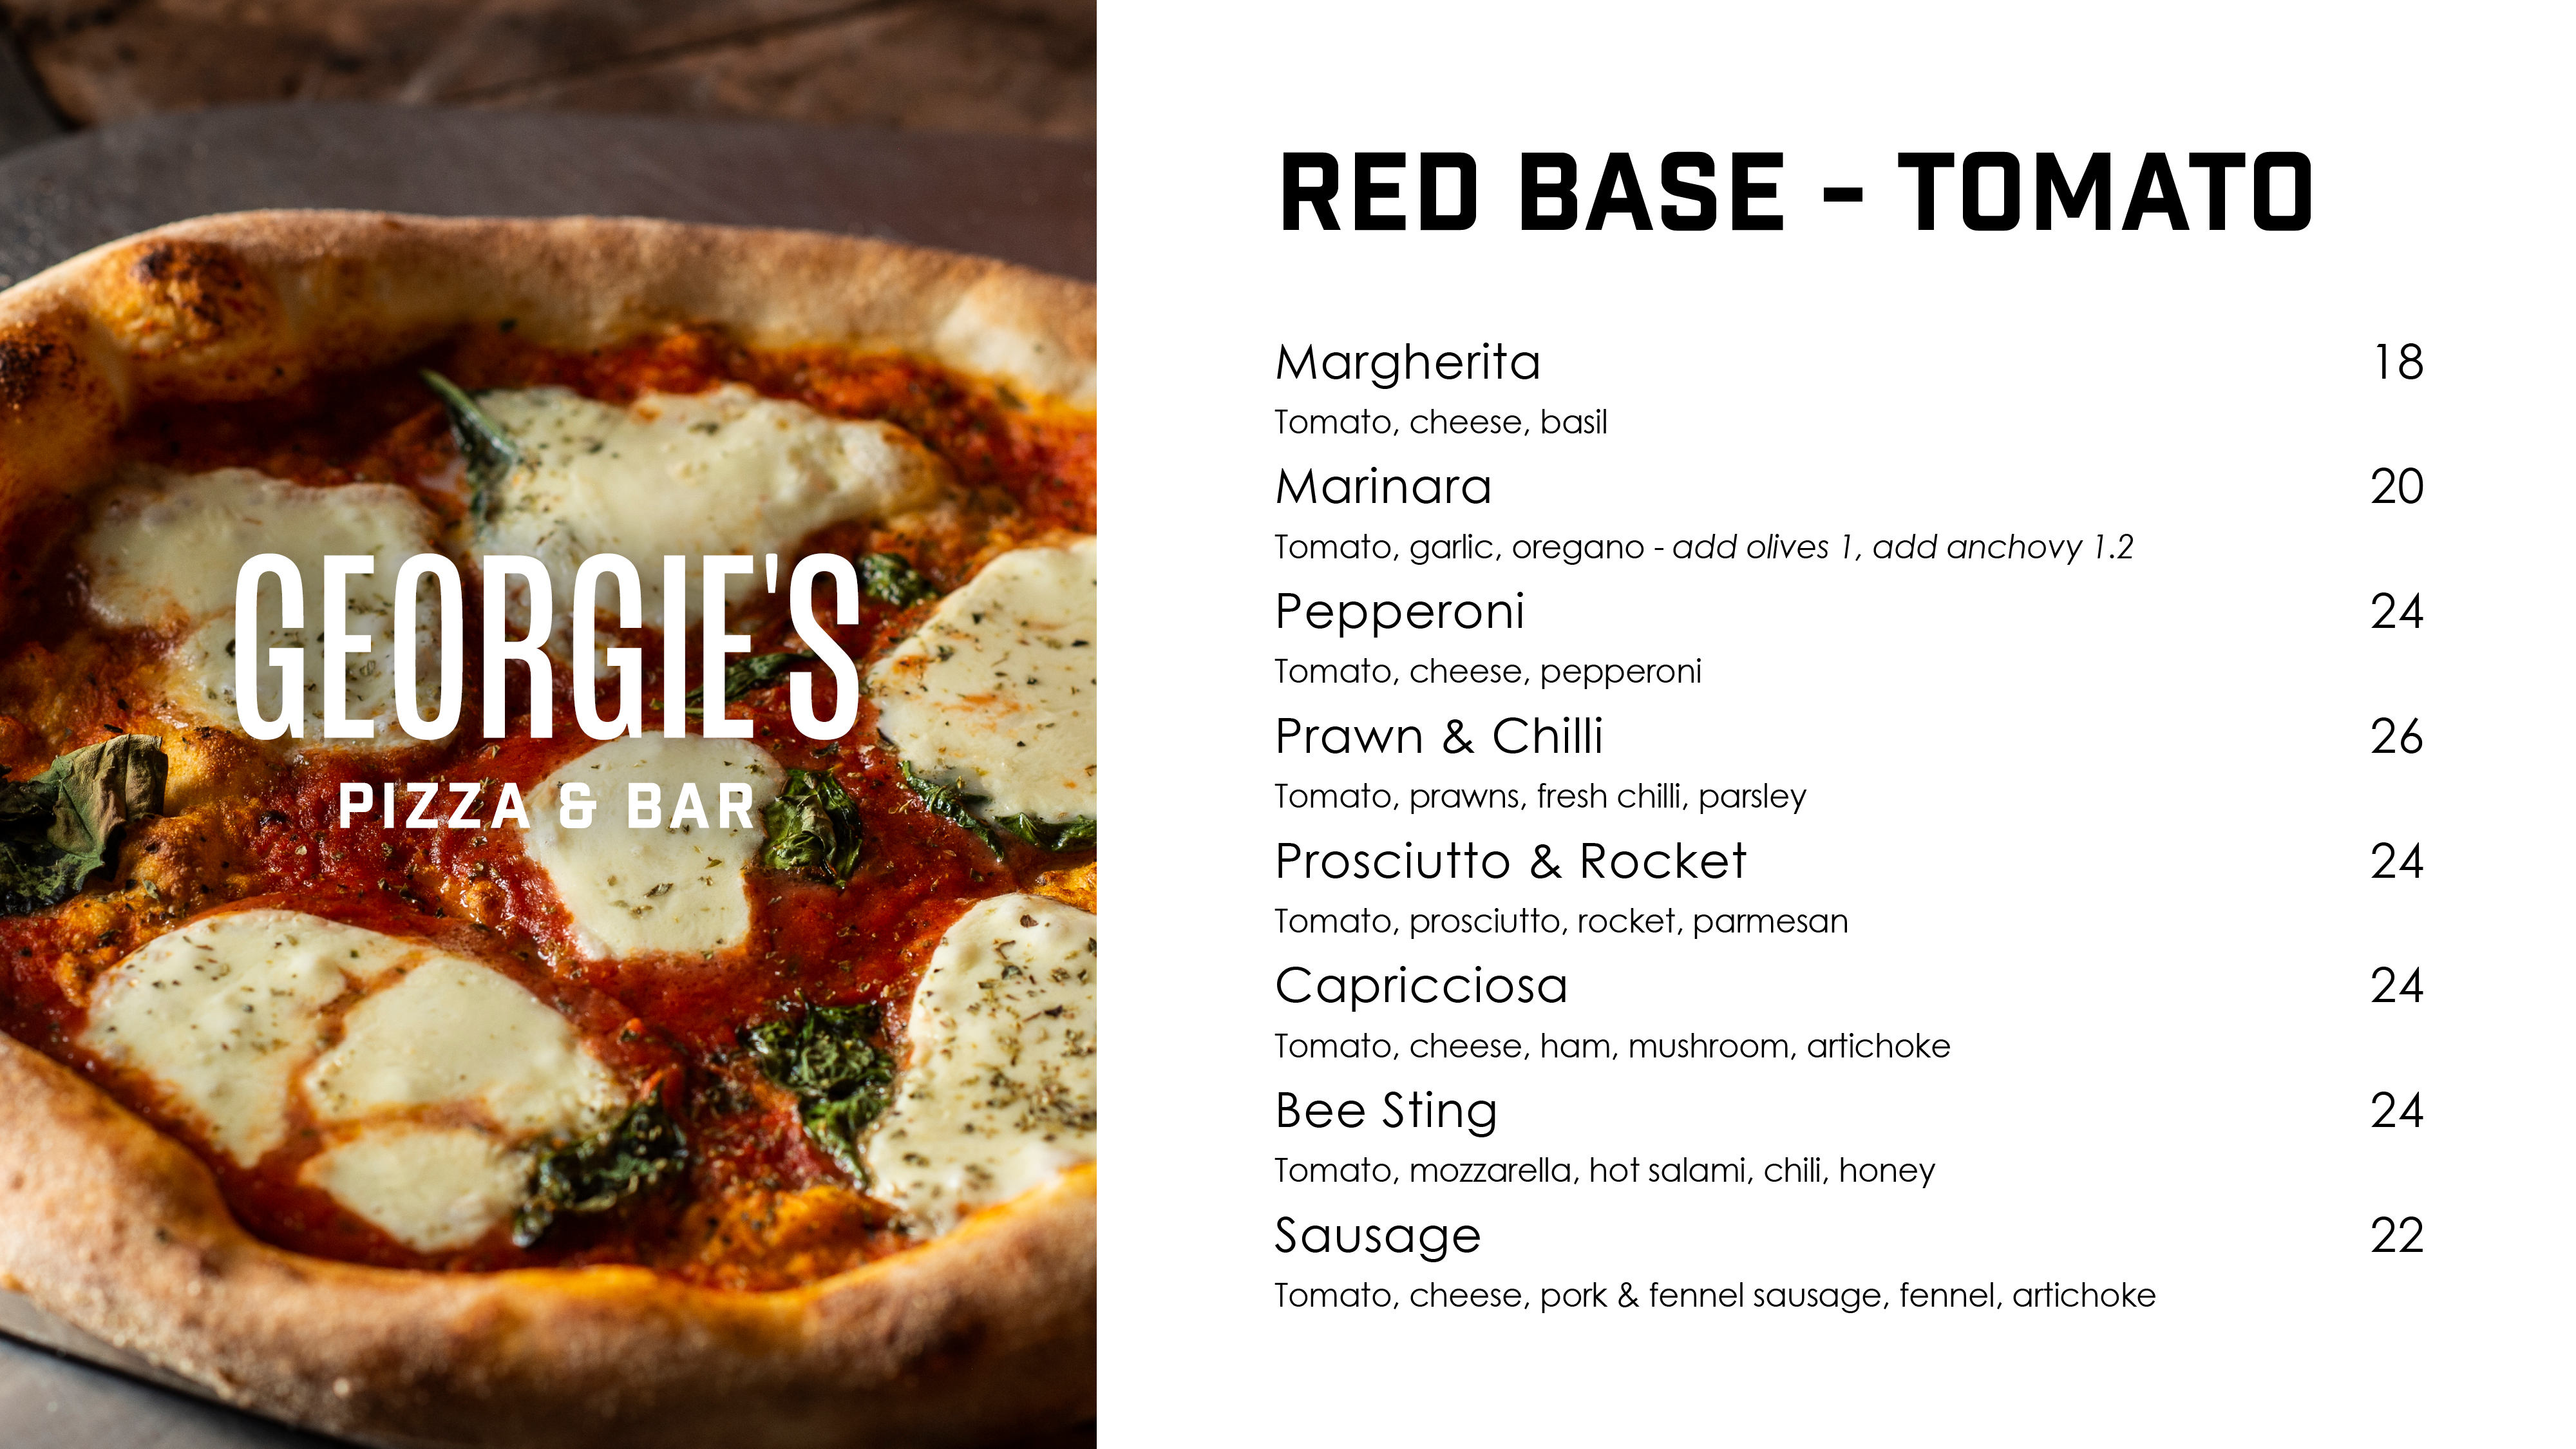 GEORGIE'S
PIZZA & BAR
RED BASE - TOMATO
Margherita 18
Tomato, cheese, basil
Marinara 20
Tomato, garlic, oregano - add olives 1, add anchovy 1.2
Pepperoni 24
Tomato, cheese, pepperoni
Prawn & Chilli 26
Tomato, prawns, fresh chilli, parsley
Prosciutto & Rocket 24
Tomato, prosciutto, rocket, parmesan
Capricciosa 24
Tomato, cheese, ham, mushroom, artichoke
Bee Sting 24
Tomato, mozzarella, hot salami, chili, honey
Sausage 22
Tomato, cheese, pork & fennel sausage, fennel, artichoke